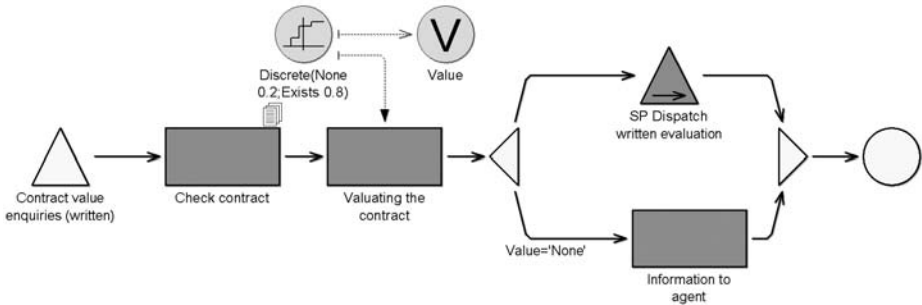 V
Discrete(None
0.2;Exists 0.8)
Value
SP Dispatch
written evaluation
Contract value
enquiries (written)
Check contract
Valuating the
contract
Value='None'
Information to
agent